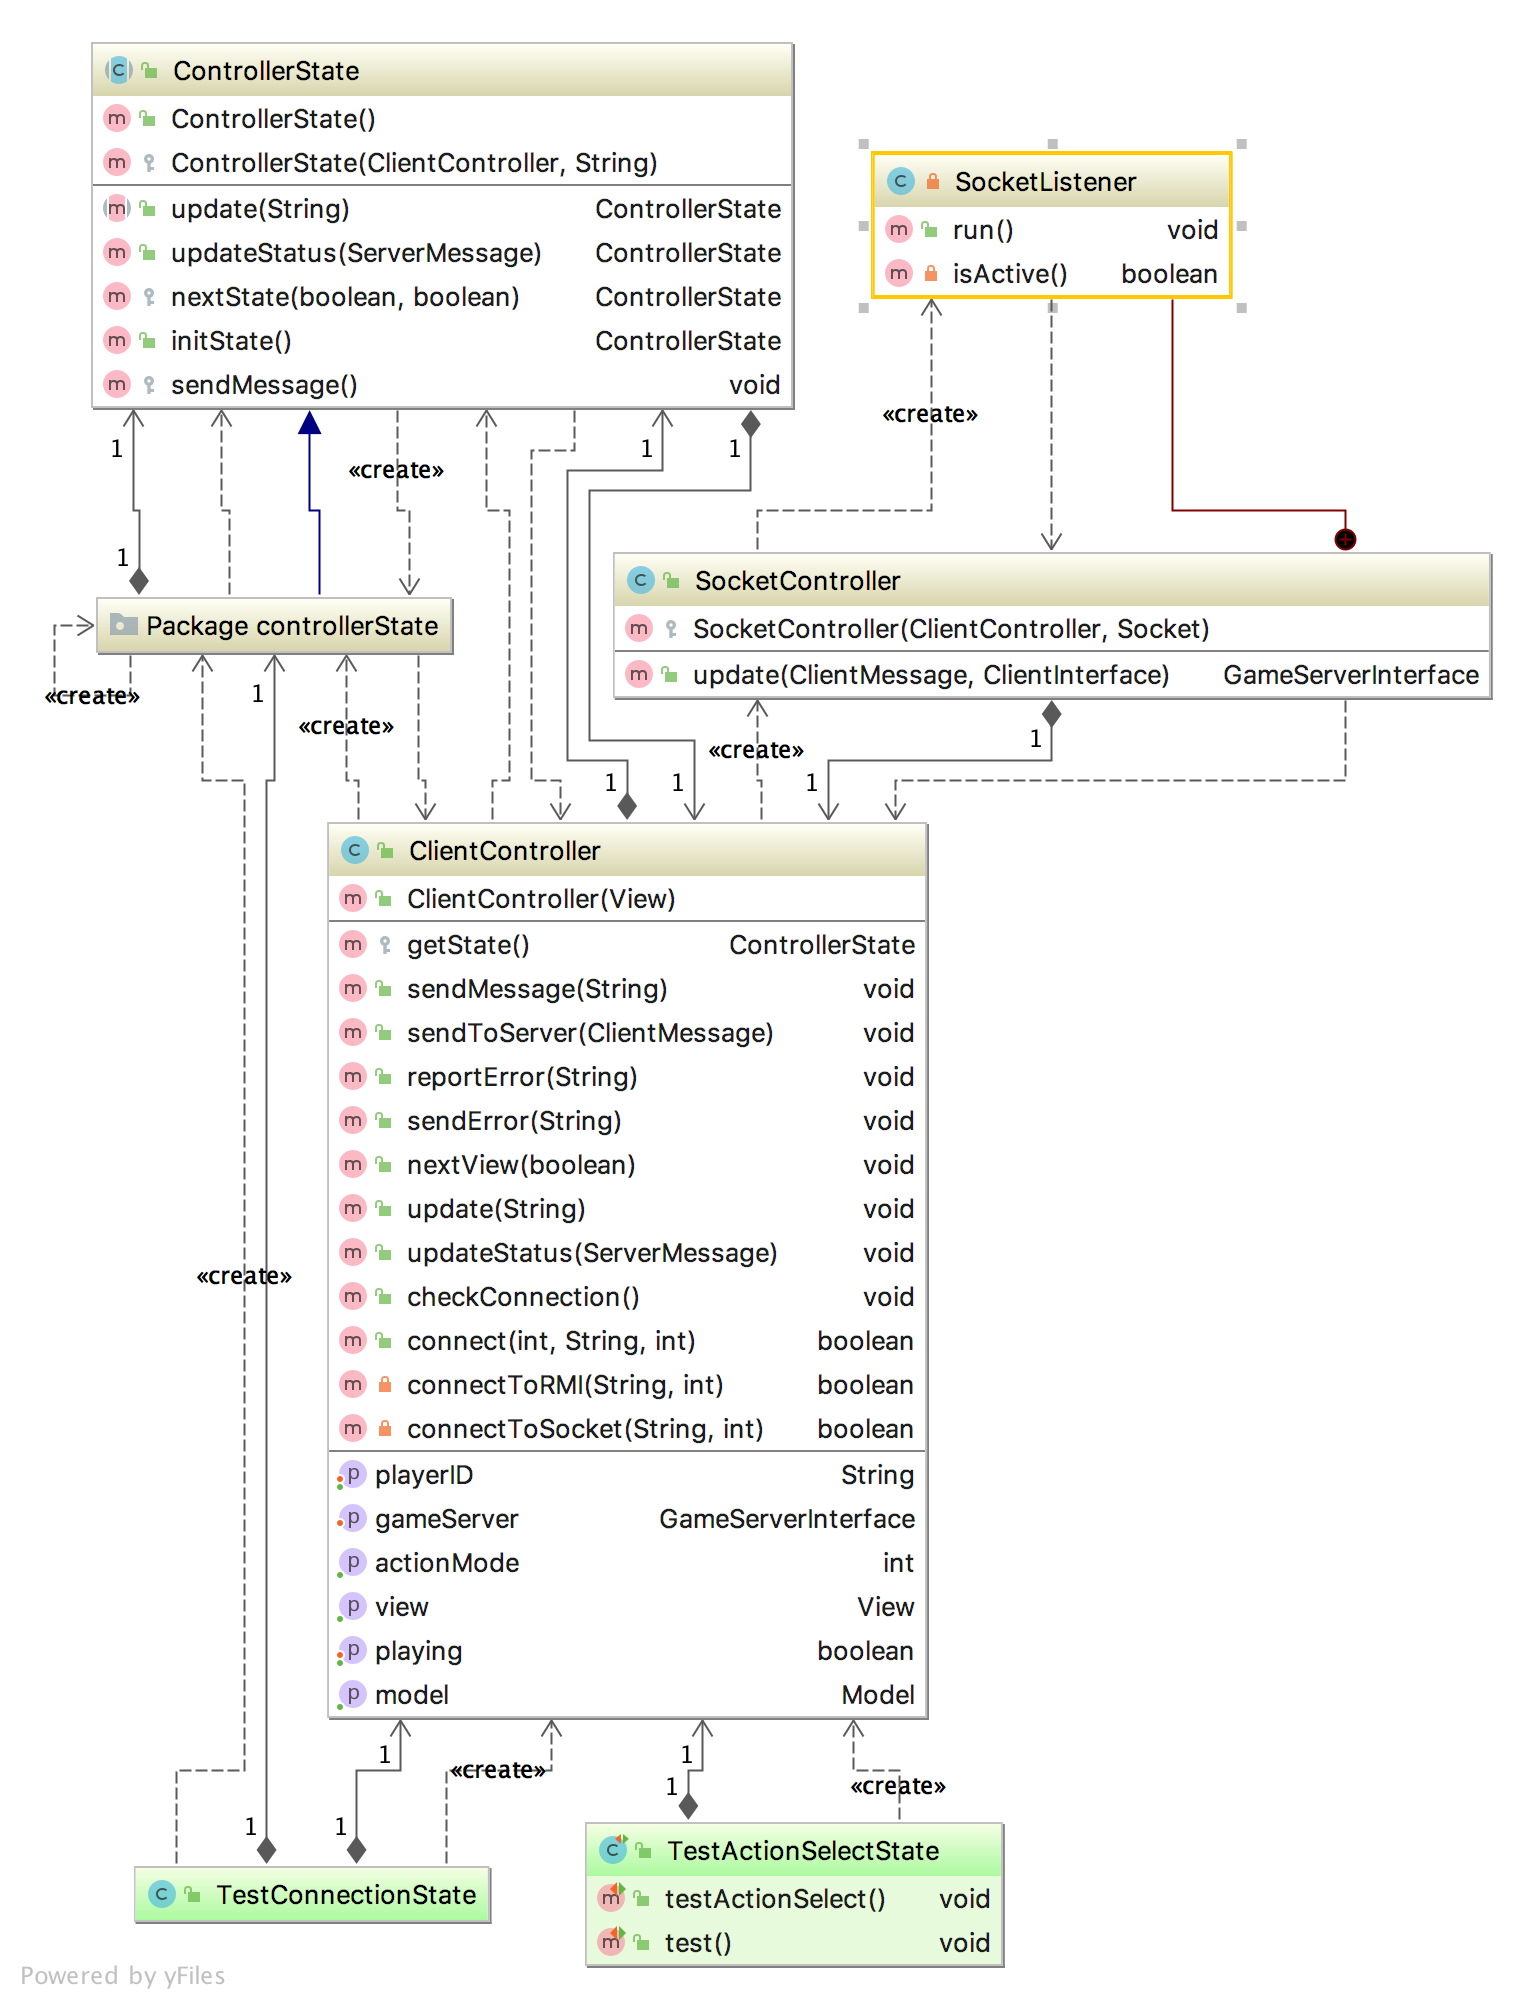 ControllerState
ControllerState()
ControllerState(ClientController, String)
update(String) ControllerState
updateStatus(ServerMessage) ControllerState
nextState(boolean, boolean) ControllerState
initState() ControllerState
sendMessage() void
SocketListener
run() void
isActive() boolean
«create»
1
1
1
«create»
1
SocketController
SocketController(ClientController, Socket)
update(ClientMessage, ClientInterface) GameServerInterface
Package controllerState
«create»
1
«create»
«create»
1
1
1
1
ClientController
ClientController(View)
getState() ControllerState
sendMessage(String) void
sendToServer(ClientMessage) void
reportError(String) void
sendError(String) void
nextView(boolean) void
update(String) void
updateStatus(ServerMessage) void
checkConnection() void
connect(int, String, int) boolean
connectToRMI(String, int) boolean
connectToSocket(String, int) boolean
playerID String
gameServer GameServerInterface
actionMode int
view View
playing boolean
model Model
«create»
1
«create»
1
1
«create»
1
1
TestConnectionState
TestActionSelectState
testActionSelect() void
test() void
Powered by yFiles